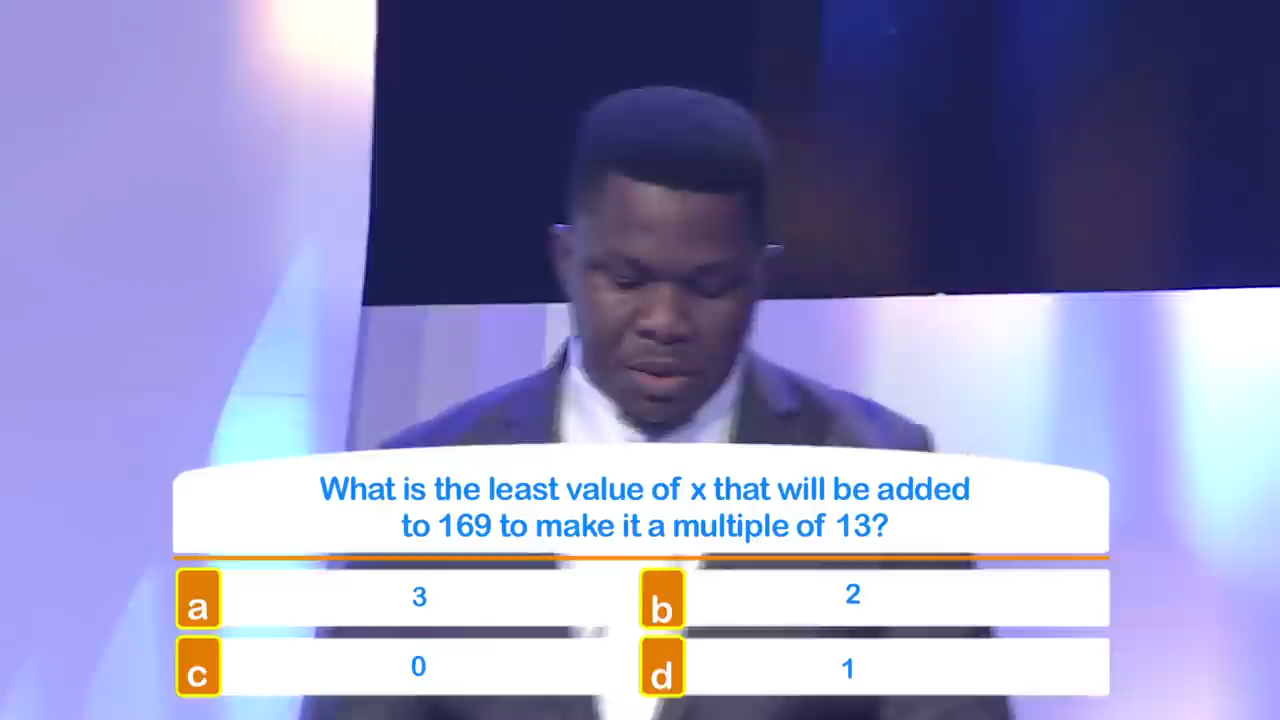 What is the least value of x that will be added
to 169 to make it a multiple of 13?
a 3
b 2
c 0
d 1